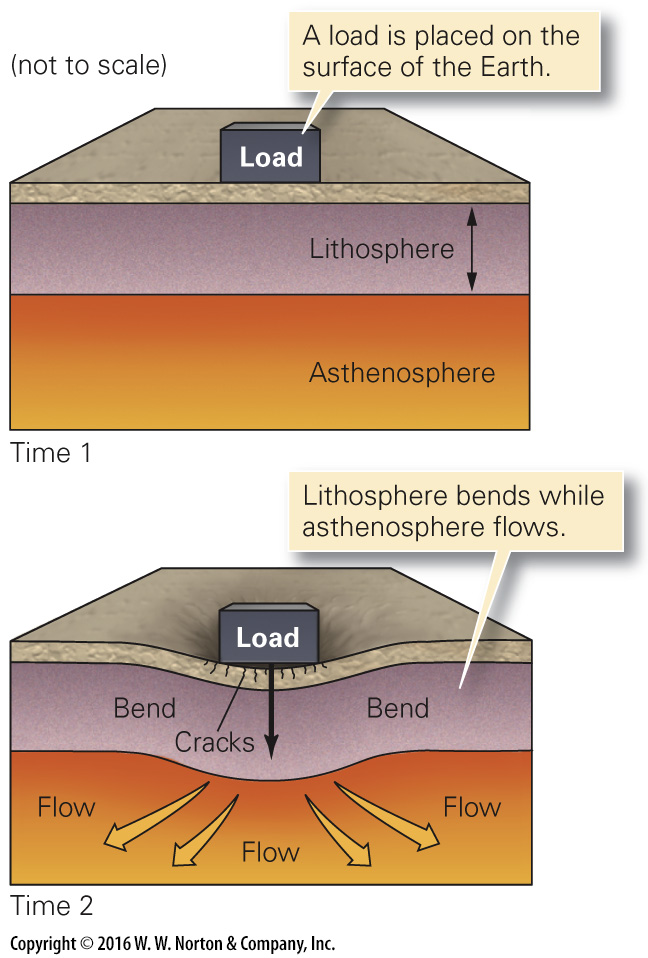 (not to scale)
A load is placed on the
surface of the Earth.
Load
Lithosphere
Asthenosphere
Time 1
Lithosphere bends while
asthenosphere flows.
Load
Bend
Bend
Cracks
Flow
Flow
Flow
Time 2
Copyright © 2016 W. W. Norton & Company, Inc.